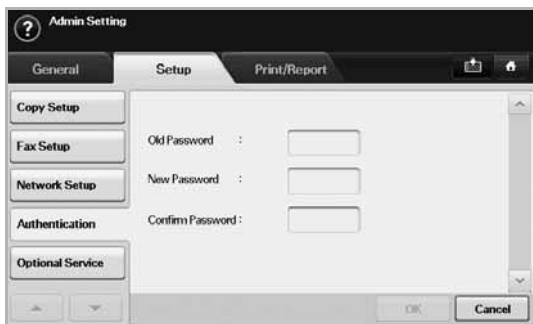 ? Admin Setting
General Setup Print/Report
Copy Setup
Fax Setup
Network Setup
Authentication
Optional Service
Old Password :
New Password :
Confirm Password :
OK Cancel